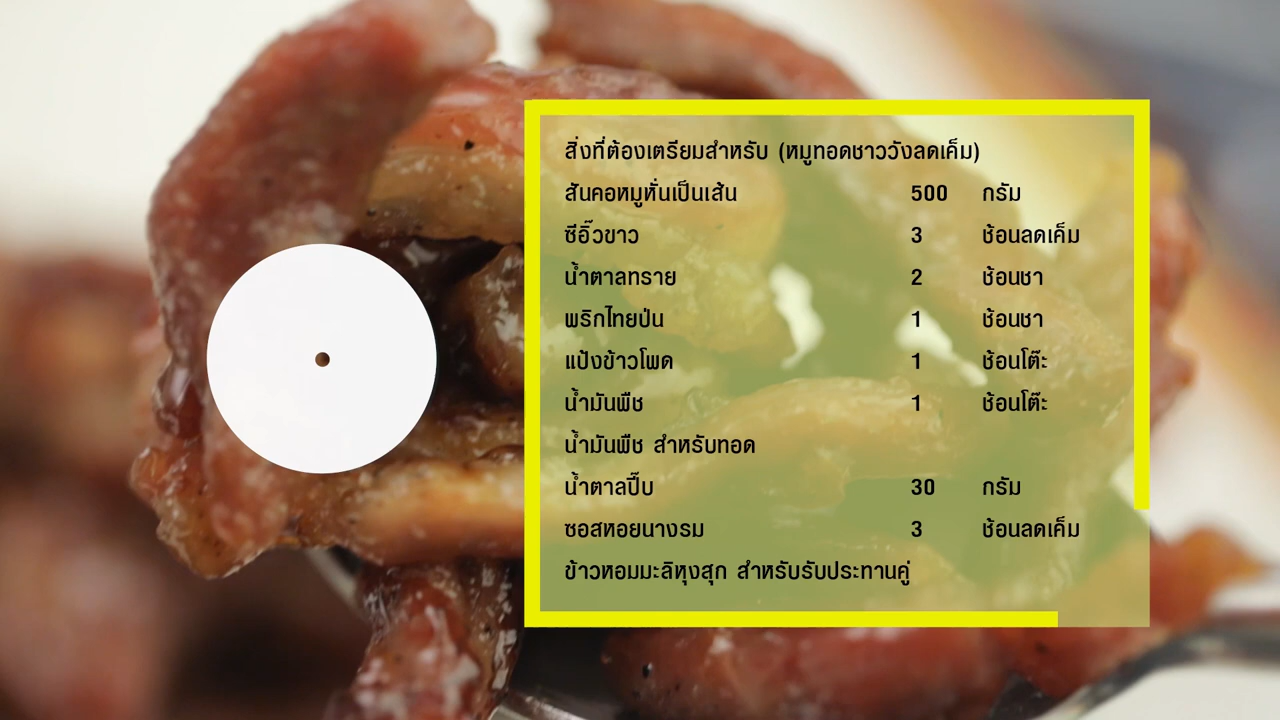 สิ่งที่ต้องเตรียมสำหรับ (หมูทอดชาววังลดเค็ม)
สันคอหมูหั่นเป็นเส้น 500 กรัม
ซีอิ๊วขาว 3 ช้อนลดเค็ม
น้ำตาลทราย 2 ช้อนชา
พริกไทยป่น 1 ช้อนชา
แป้งข้าวโพด 1 ช้อนโต๊ะ
น้ำมันพืช 1 ช้อนโต๊ะ
น้ำมันพืช สำหรับทอด
น้ำตาลปี๊บ 30 กรัม
ซอสหอยนางรม 3 ช้อนลดเค็ม
ข้าวหอมมะลิหุงสุก สำหรับรับประทานคู่